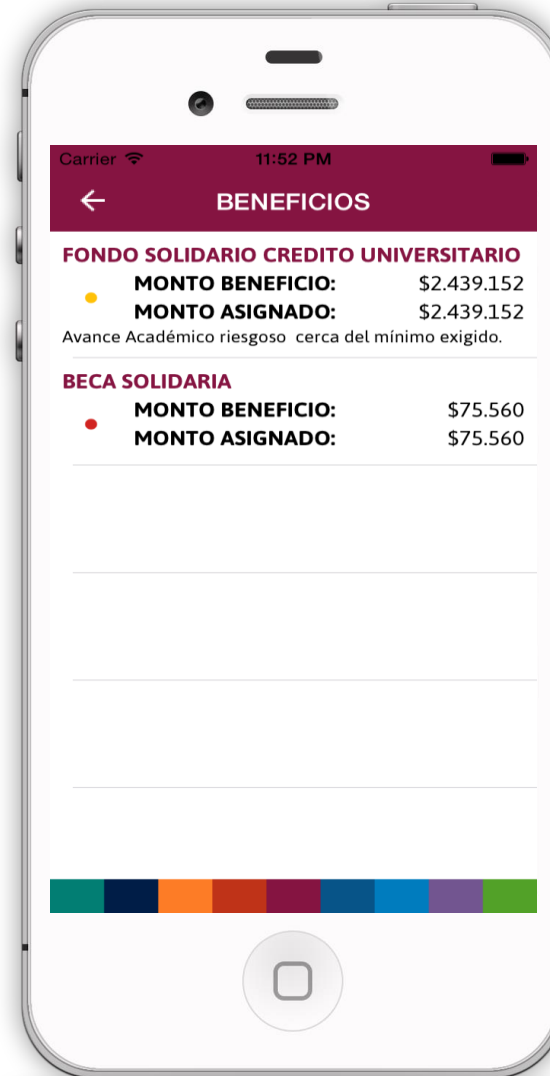 Carrier 11:52 PM
BENEFICIOS
FONDO SOLIDARIO CREDITO UNIVERSITARIO
MONTO BENEFICIO: $2.439.152
MONTO ASIGNADO: $2.439.152
Avance Académico riesgoso  cerca del mínimo exigido.
BECA SOLIDARIA
MONTO BENEFICIO: $75.560
MONTO ASIGNADO: $75.560